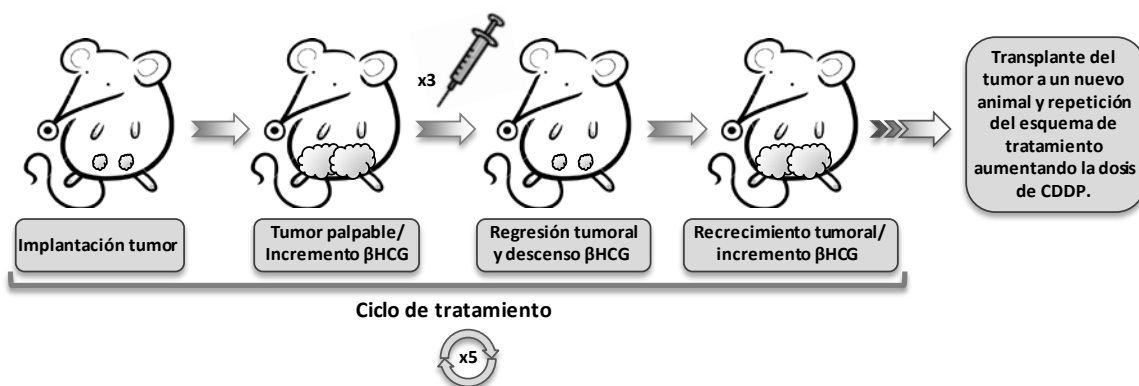 x3
Transplante del
tumor a un nuevo
animal y repetición
del esquema de
tratamiento
aumentando la dosis
de CDDP.
Implantación tumor
Tumor palpable/
Incremento βHCG
Regresión tumoral
y descenso βHCG
Recrecimiento tumoral/
incremento βHCG
Ciclo de tratamiento
x5